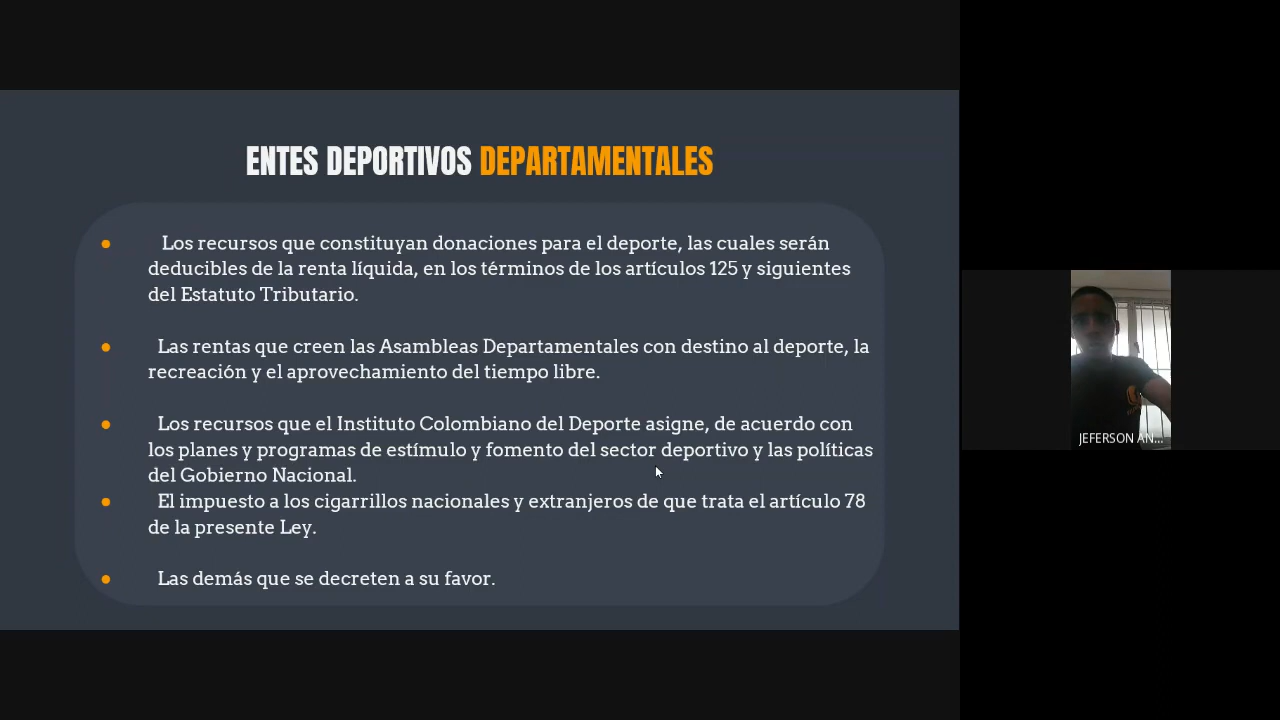 ENTES DEPORTIVOS DEPARTAMENTALES
Los recursos que constituyan donaciones para el deporte, las cuales serán
deducibles de la renta líquida, en los términos de los artículos 125 y siguientes
del Estatuto Tributario.
Las rentas que creen las Asambleas Departamentales con destino al deporte, la
recreación y el aprovechamiento del tiempo libre.
Los recursos que el Instituto Colombiano del Deporte asigne, de acuerdo con
los planes y programas de estímulo y fomento del sector deportivo y las políticas
del Gobierno Nacional.
El impuesto a los cigarrillos nacionales y extranjeros de que trata el artículo 78
de la presente Ley.
Las demás que se decreten a su favor.
JEFERSON AN...